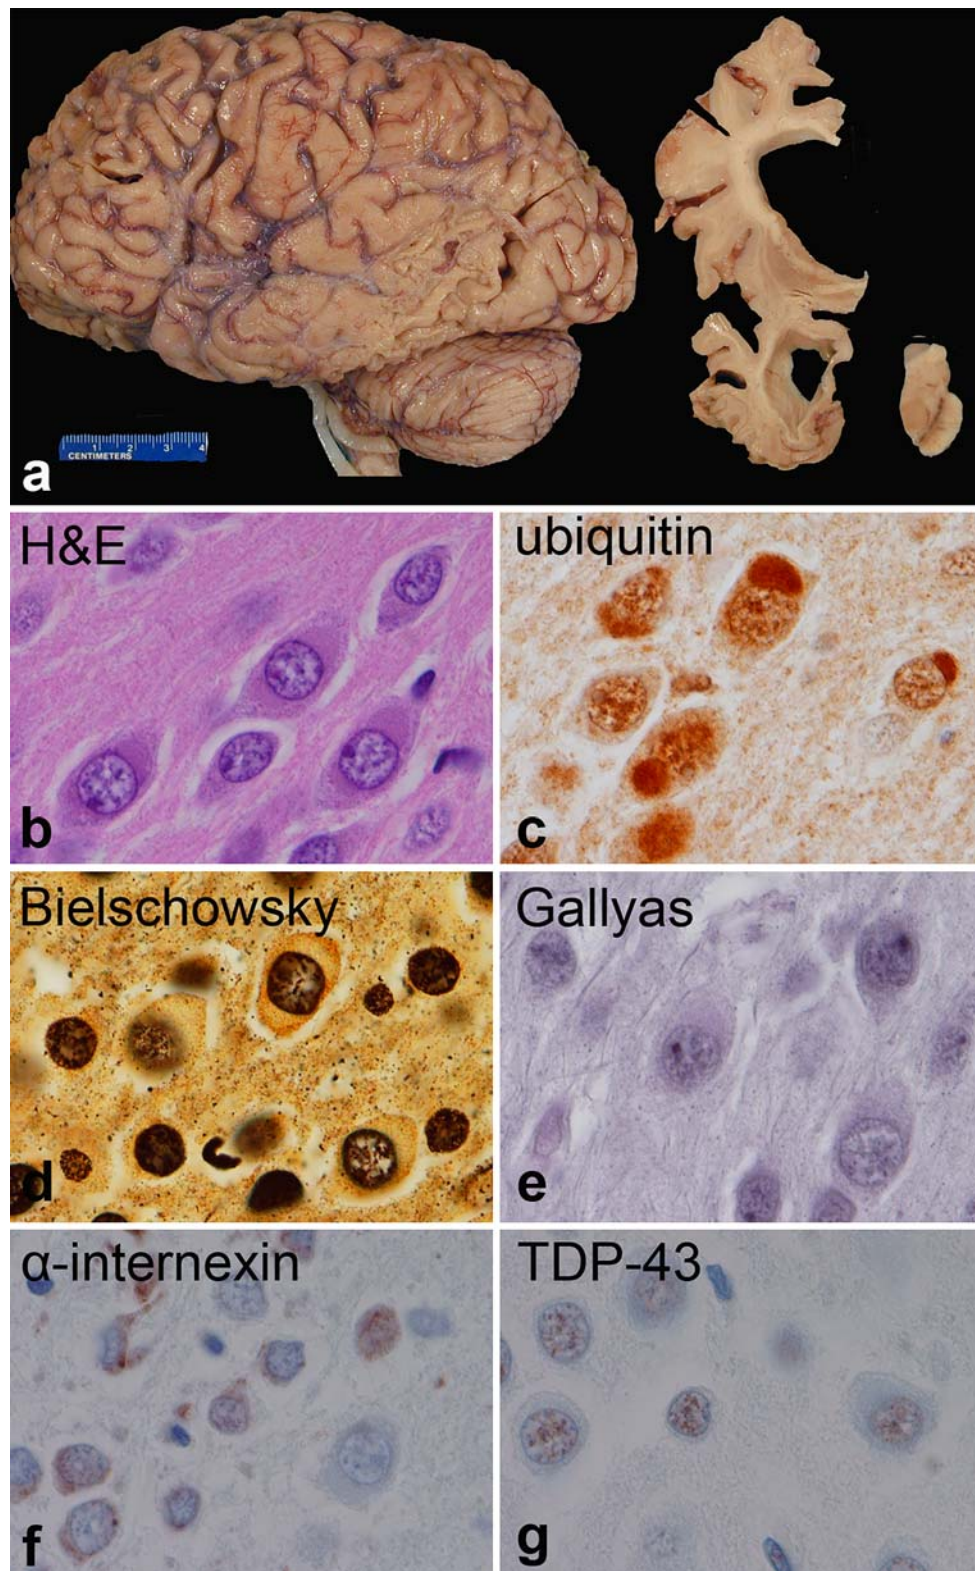 1 2 3 4
CENTIMETERS
a
H&E
ubiquitin
b
c
Bielschowsky
Gallyas
d
e
α-internexin
TDP-43
f
g